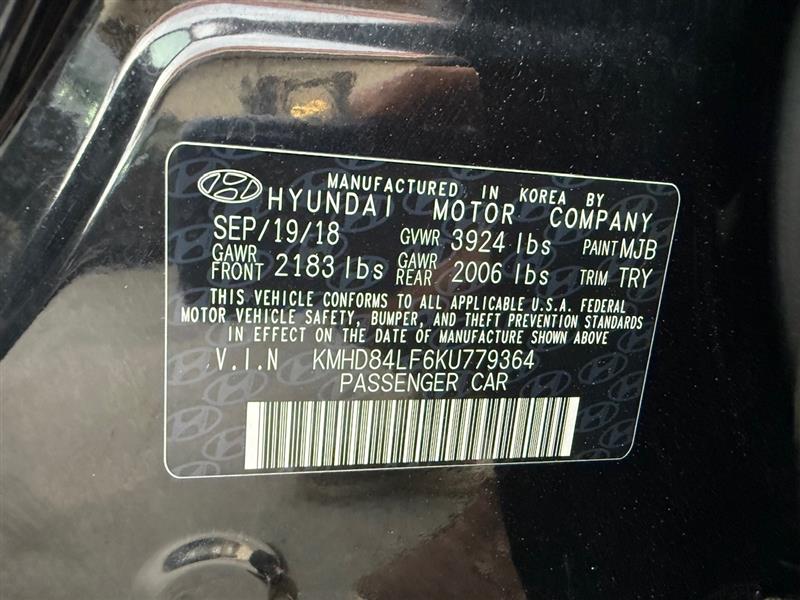 MANUFACTURED IN KOREA BY
HYUNDAI MOTOR COMPANY
SEP/19/18 GVWR 3924 lbs PAINT MJB
GAWR FRONT 2183 lbs GAWR REAR 2006 lbs TRIM TRY
THIS VEHICLE CONFORMS TO ALL APPLICABLE U.S.A. FEDERAL
MOTOR VEHICLE SAFETY, BUMPER, AND THEFT PREVENTION STANDARDS
IN EFFECT ON THE DATE OF MANUFACTURE SHOWN ABOVE
V.I.N KMHD84LF6KU779364
PASSENGER CAR